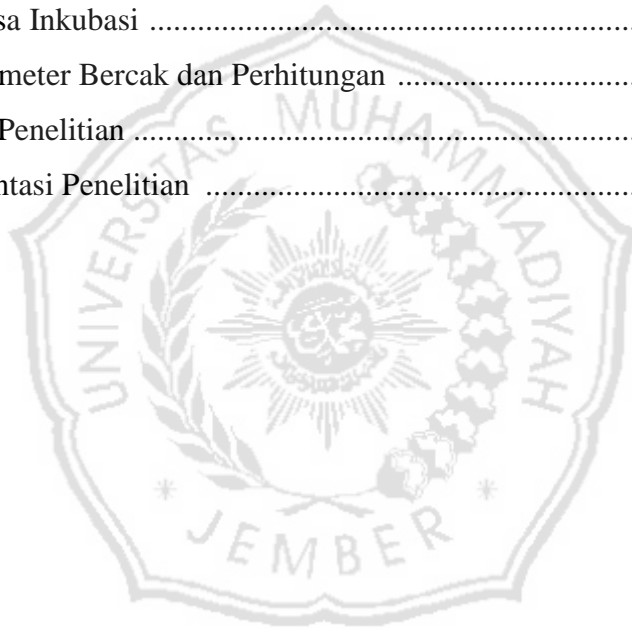 sa Inkubasi ..........................................................................
meter Bercak dan Perhitungan ....................................
Penelitian ..........................................................................
ntasi Penelitian ................................................................
UNIVERSITAS MUHAMMADIYAH
JEMBER